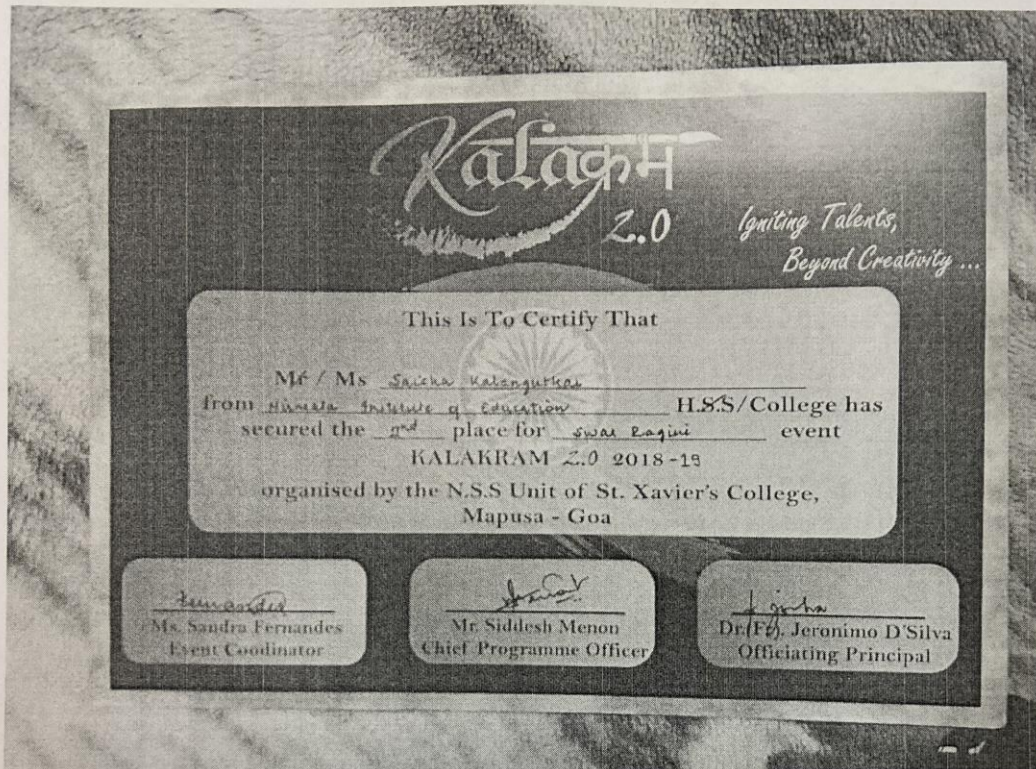 Kalaक्रम
2.0
Igniting Talents,
Beyond Creativity ...
This Is To Certify That
Mr / Ms Saicha Kalangutkar
from Nirmala Institute of Education H.S.S/College has
secured the 2nd place for Swar Ragini event
KALAKRAM 2.0 2018-19
organised by the N.S.S Unit of St. Xavier's College,
Mapusa - Goa
Ms. Sandra Fernandes
Event Coodinator
Mr. Siddesh Menon
Chief Programme Officer
Dr.(Fr). Jeronimo D'Silva
Officiating Principal